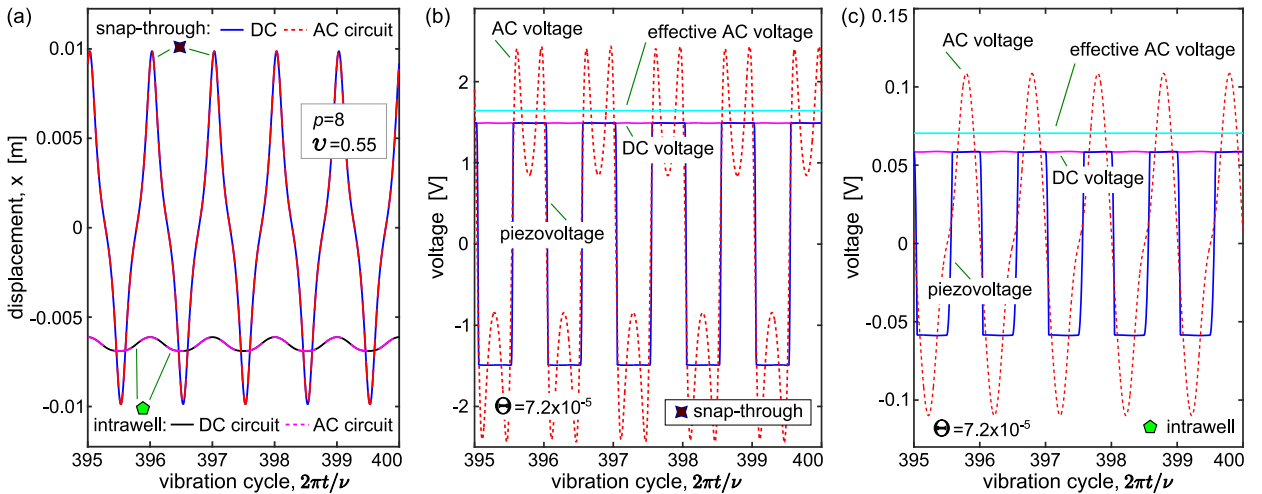 (a)
snap-through: DC AC circuit
0.01
0.005
0
-0.005
-0.01
displacement, x [m]
p=8
𝝊=0.55
intrawell: DC circuit AC circuit
395 396 397 398 399 400
vibration cycle, 2πt/ν
(b)
AC voltage
effective AC voltage
DC voltage
piezovoltage
2
1
0
-1
-2
voltage [V]
Θ=7.2x10⁻⁵
snap-through
395 396 397 398 399 400
vibration cycle, 2πt/ν
(c)
AC voltage
effective AC voltage
DC voltage
piezovoltage
0.15
0.1
0.05
0
-0.05
-0.1
voltage [V]
Θ=7.2x10⁻⁵
intrawell
395 396 397 398 399 400
vibration cycle, 2πt/ν